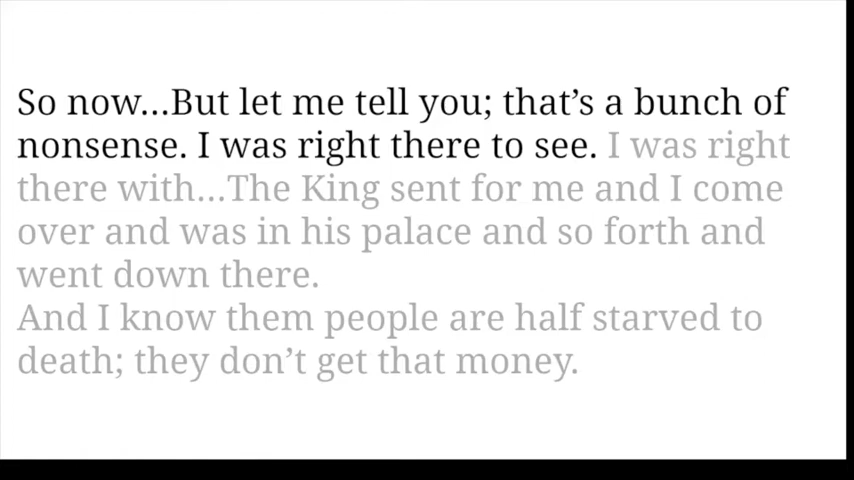 So now...But let me tell you; that’s a bunch of
nonsense. I was right there to see. I was right
there with...The King sent for me and I come
over and was in his palace and so forth and
went down there.
And I know them people are half starved to
death; they don’t get that money.